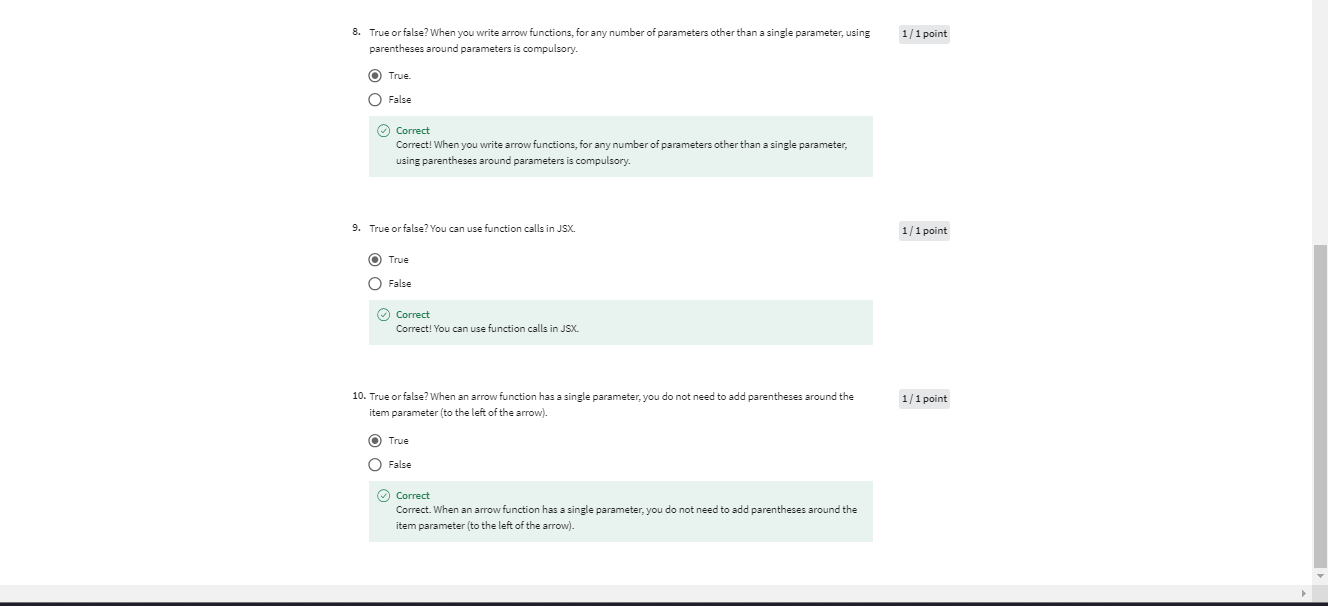 8. True or false? When you write arrow functions, for any number of parameters other than a single parameter, using
parentheses around parameters is compulsory.
1 / 1 point
True.
False
Correct
Correct! When you write arrow functions, for any number of parameters other than a single parameter,
using parentheses around parameters is compulsory.
9. True or false? You can use function calls in JSX.
1 / 1 point
True
False
Correct
Correct! You can use function calls in JSX.
10. True or false? When an arrow function has a single parameter, you do not need to add parentheses around the
item parameter (to the left of the arrow).
1 / 1 point
True
False
Correct
Correct. When an arrow function has a single parameter, you do not need to add parentheses around the
item parameter (to the left of the arrow).